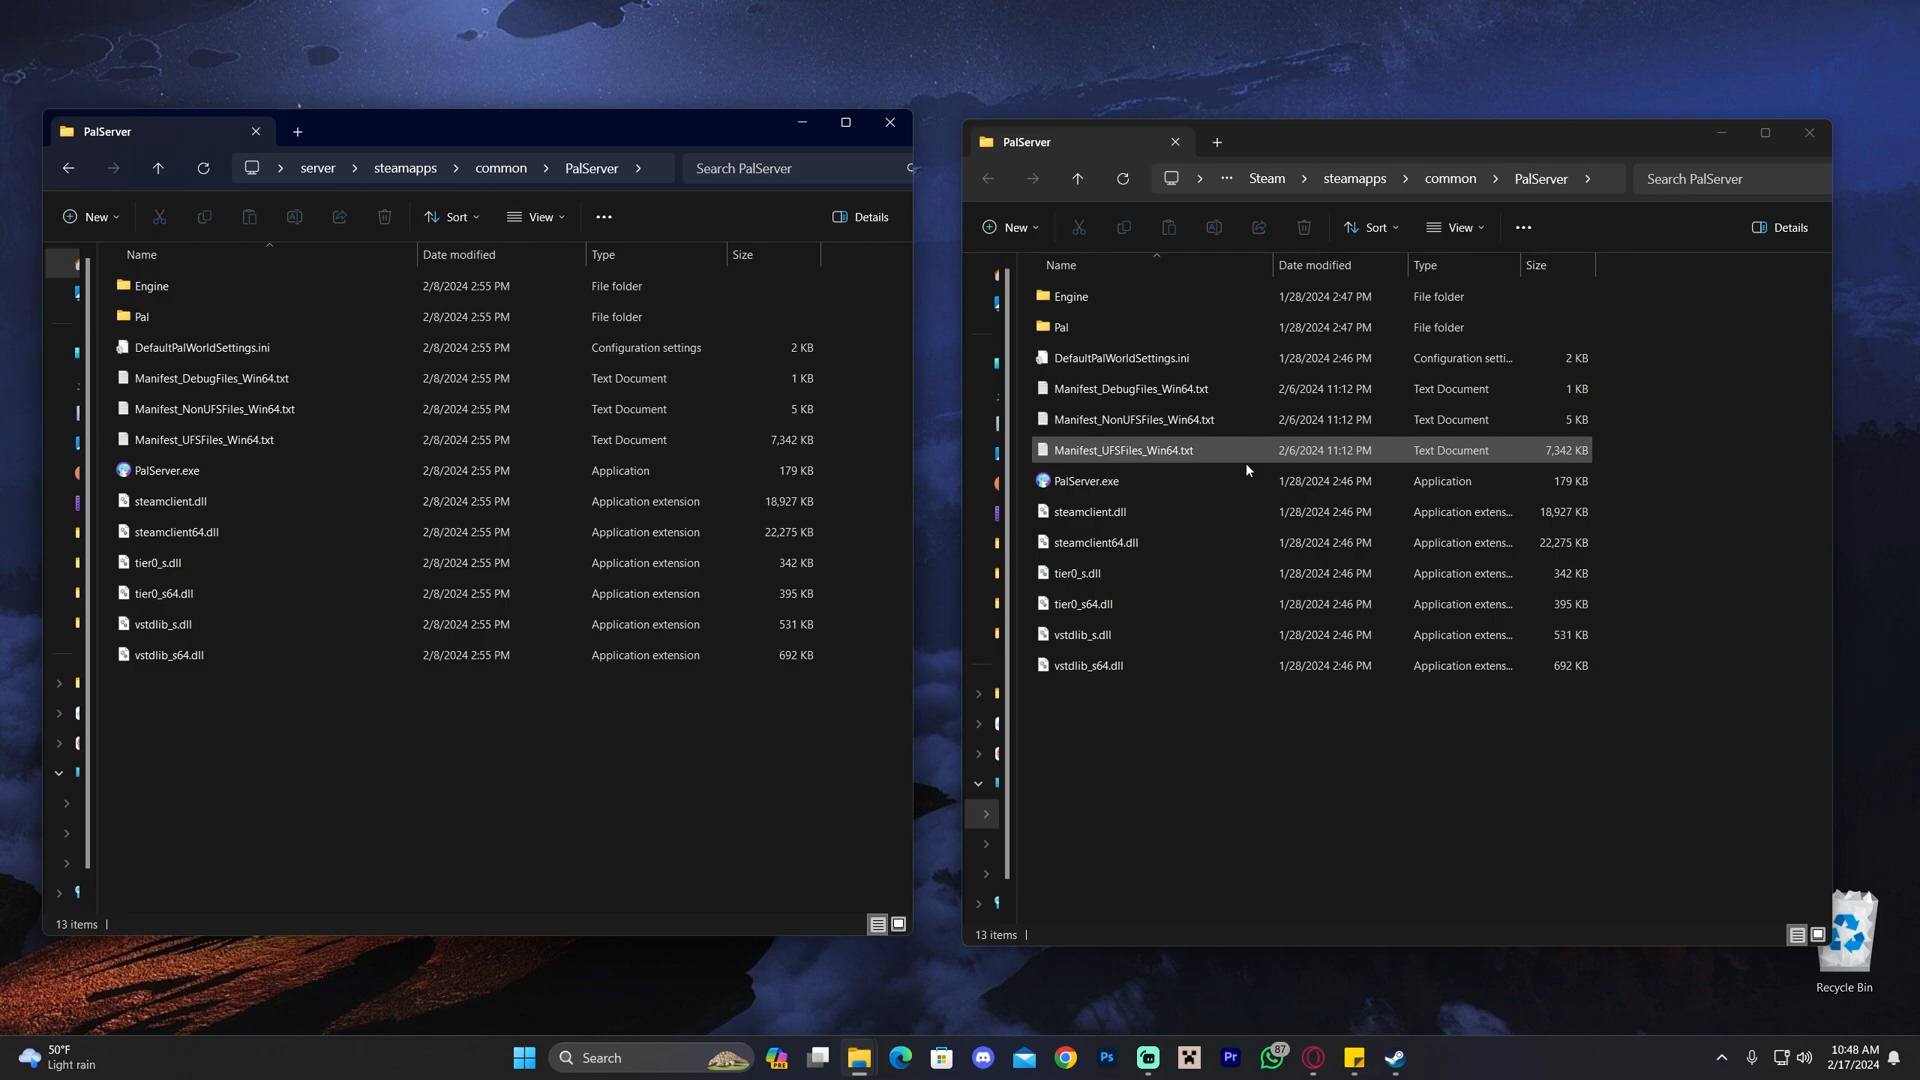 PalServer
server > steamapps > common > PalServer >
Search PalServer
New
Sort
View
Details
Name Date modified Type Size
Engine 2/8/2024 2:55 PM File folder
Pal 2/8/2024 2:55 PM File folder
DefaultPalWorldSettings.ini 2/8/2024 2:55 PM Configuration settings 2 KB
Manifest_DebugFiles_Win64.txt 2/8/2024 2:55 PM Text Document 1 KB
Manifest_NonUFSFiles_Win64.txt 2/8/2024 2:55 PM Text Document 5 KB
Manifest_UFSFiles_Win64.txt 2/8/2024 2:55 PM Text Document 7,342 KB
PalServer.exe 2/8/2024 2:55 PM Application 179 KB
steamclient.dll 2/8/2024 2:55 PM Application extension 18,927 KB
steamclient64.dll 2/8/2024 2:55 PM Application extension 22,275 KB
tier0_s.dll 2/8/2024 2:55 PM Application extension 342 KB
tier0_s64.dll 2/8/2024 2:55 PM Application extension 395 KB
vstdlib_s.dll 2/8/2024 2:55 PM Application extension 531 KB
vstdlib_s64.dll 2/8/2024 2:55 PM Application extension 692 KB
13 items
PalServer
Steam > steamapps > common > PalServer >
Search PalServer
New
Sort
View
Details
Name Date modified Type Size
Engine 1/28/2024 2:47 PM File folder
Pal 1/28/2024 2:47 PM File folder
DefaultPalWorldSettings.ini 1/28/2024 2:46 PM Configuration setti... 2 KB
Manifest_DebugFiles_Win64.txt 2/6/2024 11:12 PM Text Document 1 KB
Manifest_NonUFSFiles_Win64.txt 2/6/2024 11:12 PM Text Document 5 KB
Manifest_UFSFiles_Win64.txt 2/6/2024 11:12 PM Text Document 7,342 KB
PalServer.exe 1/28/2024 2:46 PM Application 179 KB
steamclient.dll 1/28/2024 2:46 PM Application extens... 18,927 KB
steamclient64.dll 1/28/2024 2:46 PM Application extens... 22,275 KB
tier0_s.dll 1/28/2024 2:46 PM Application extens... 342 KB
tier0_s64.dll 1/28/2024 2:46 PM Application extens... 395 KB
vstdlib_s.dll 1/28/2024 2:46 PM Application extens... 531 KB
vstdlib_s64.dll 1/28/2024 2:46 PM Application extens... 692 KB
13 items
Recycle Bin
50°F
Light rain
Search
PRE
Ps
Pr
87
10:48 AM
2/17/2024